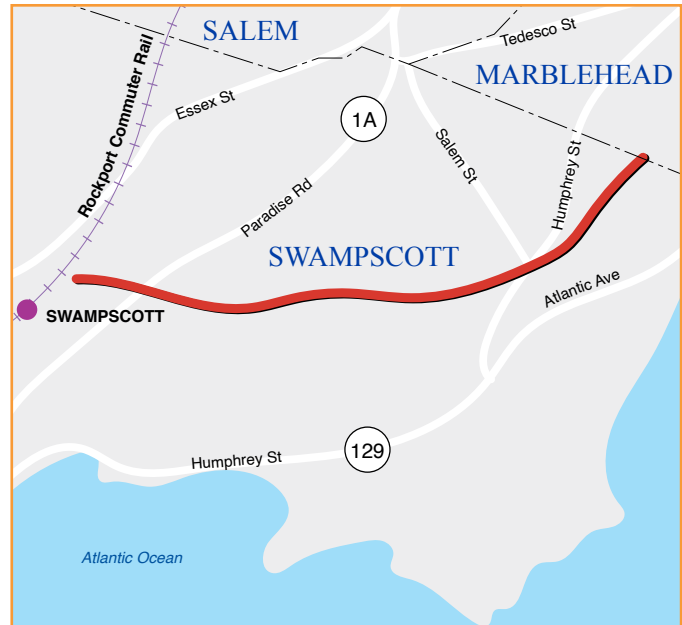 SALEM
Tedesco St
MARBLEHEAD
Rockport Commuter Rail
Essex St
1A
Salem St
Humphrey St
Paradise Rd
SWAMPSCOTT
Atlantic Ave
SWAMPSCOTT
Humphrey St
129
Atlantic Ocean